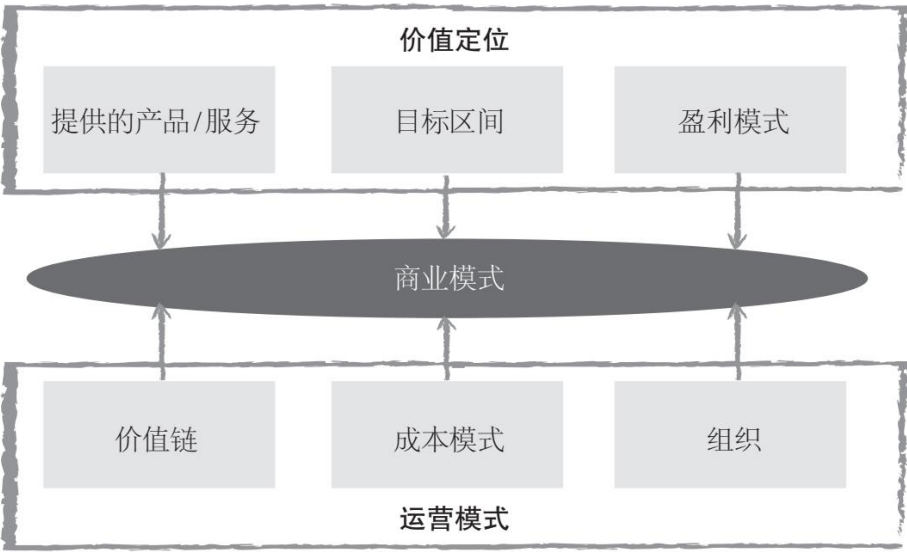 价值定位
提供的产品/服务
目标区间
盈利模式
商业模式
价值链
成本模式
组织
运营模式